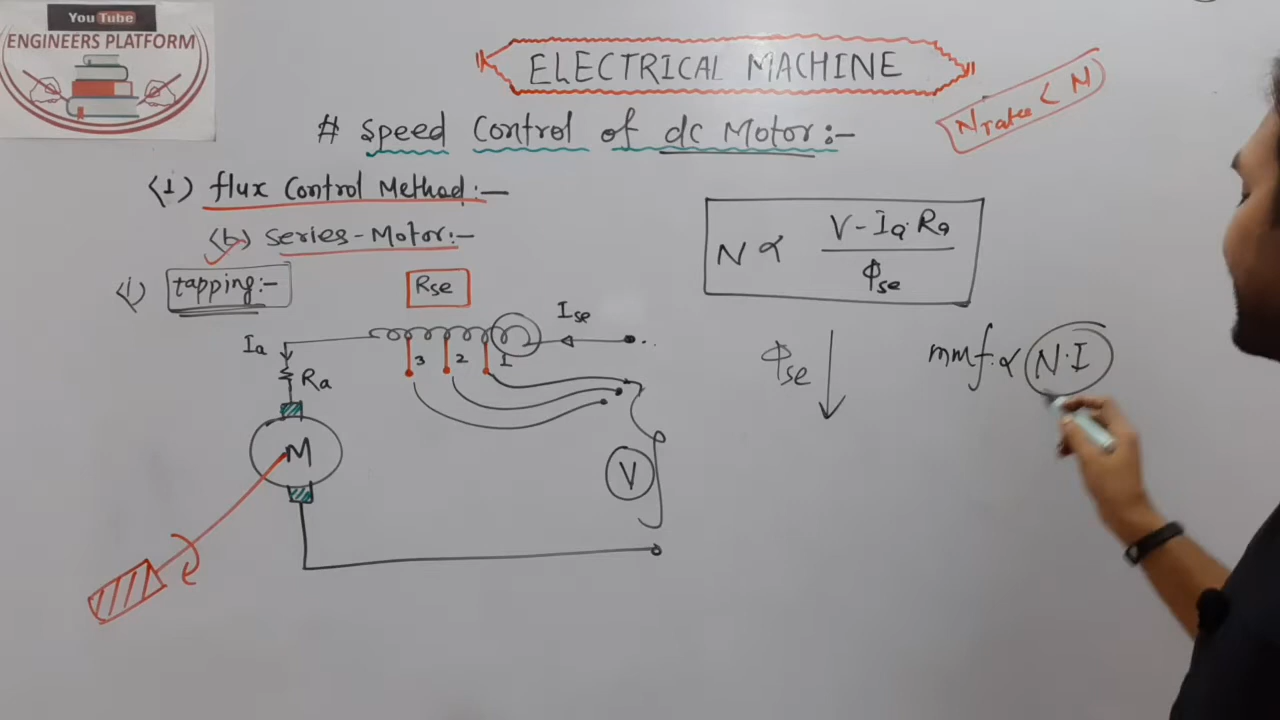 YouTube
ENGINEERS PLATFORM
ELECTRICAL MACHINE
# Speed Control of dc Motor:-
Nrated < N
(1) flux Control Method:-
(b) Series-Motor:-
(i) tapping:-
Rse
N ∝ (V - Ia·Ra) / ϕse
Ia
Ise
3 2 1
Ra
M
V
ϕse ↓
mmf ∝ N·I